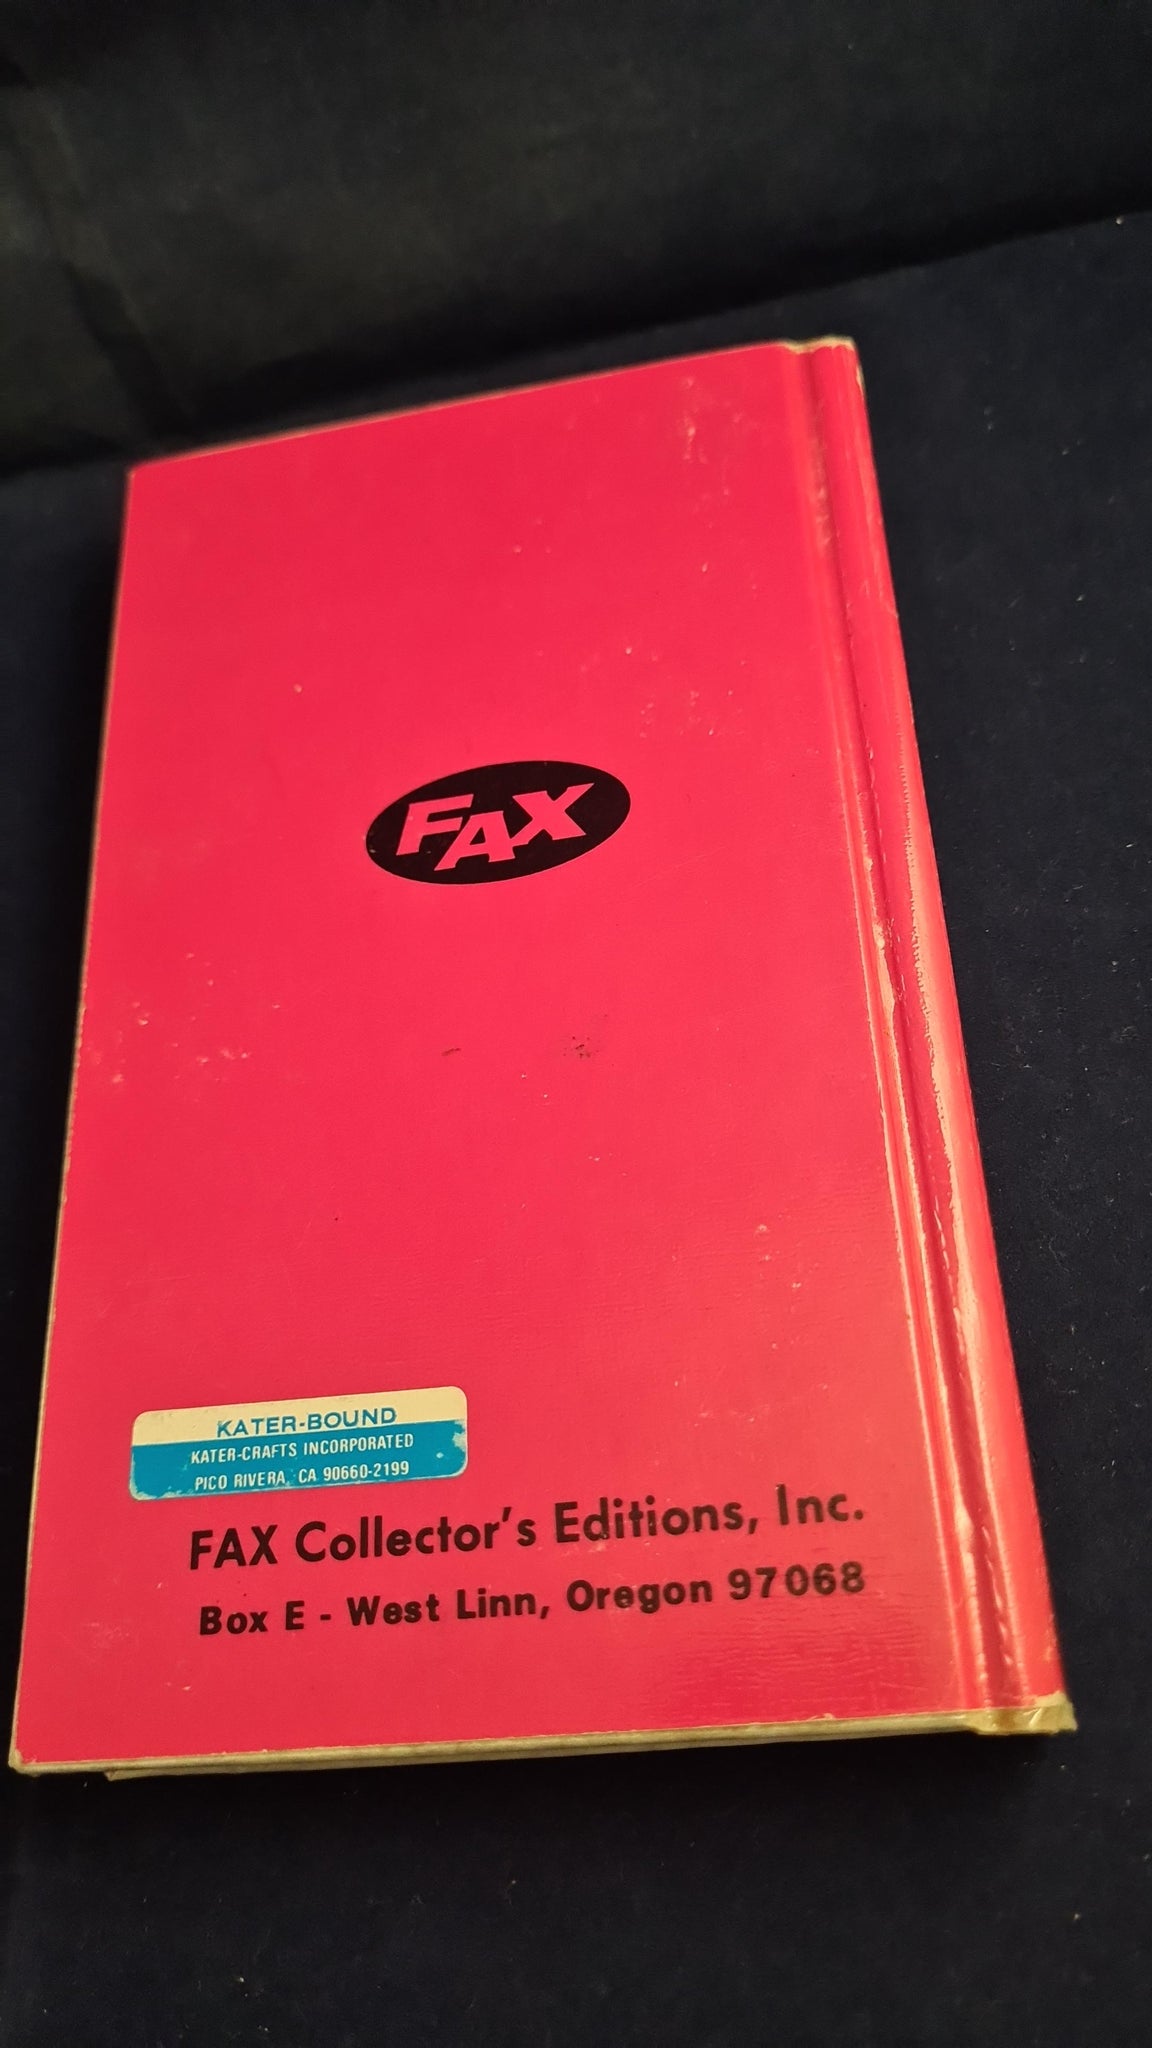 FAX
KATER-BOUND
KATER-CRAFTS INCORPORATED
PICO RIVERA, CA 90660-2199
FAX Collector's Editions, Inc.
Box E - West Linn, Oregon 97068